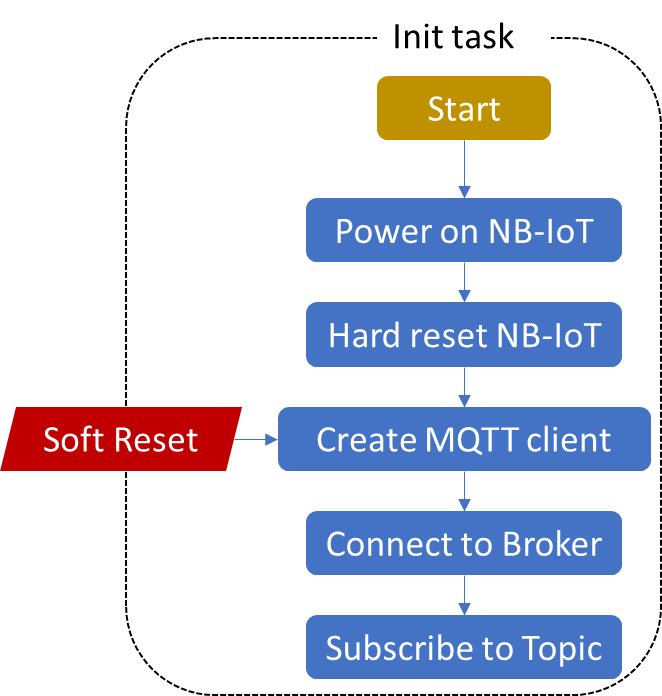 Init task
Start
Power on NB-IoT
Hard reset NB-IoT
Soft Reset
Create MQTT client
Connect to Broker
Subscribe to Topic